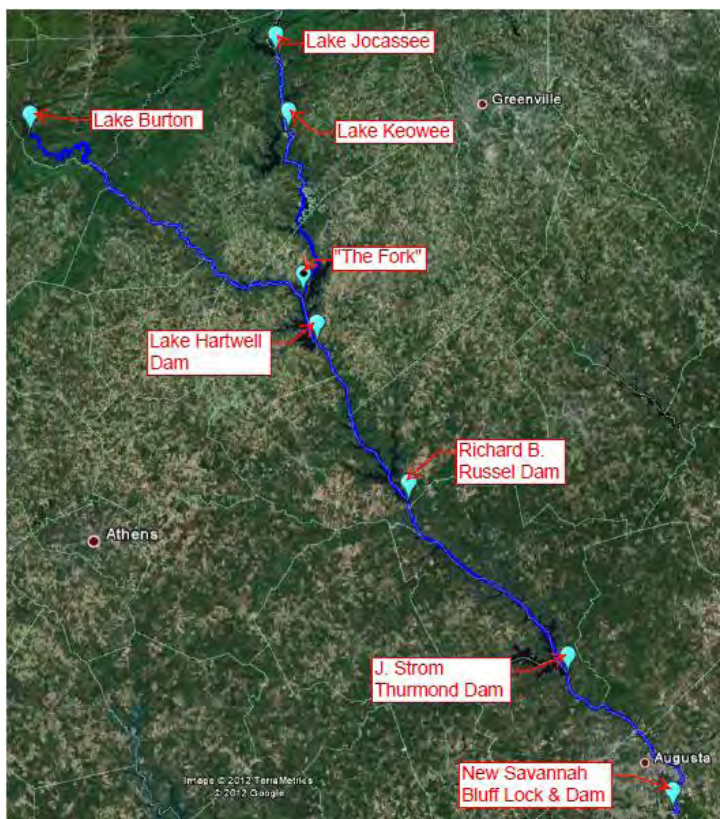 Lake Jocassee
Greenville
Lake Burton
Lake Keowee
"The Fork"
Lake Hartwell
Dam
Richard B.
Russel Dam
Athens
J. Strom
Thurmond Dam
Augusta
New Savannah
Bluff Lock & Dam
Image © 2012 TerraMetrics
© 2012 Google